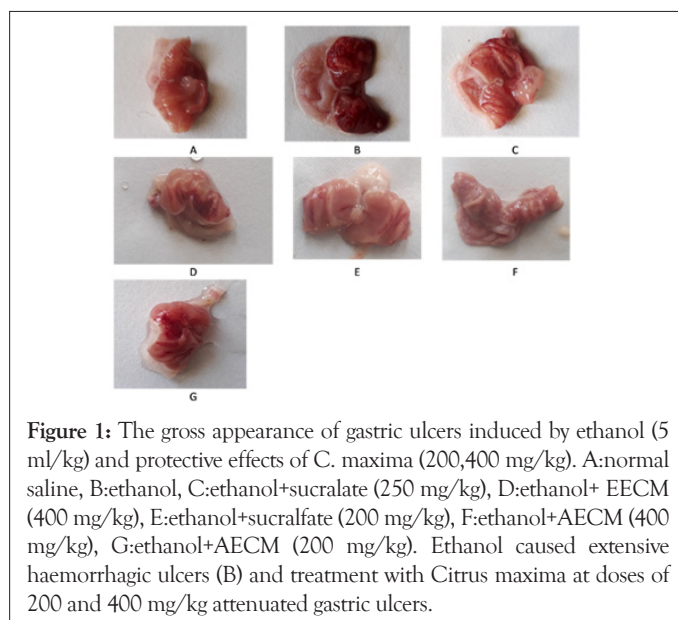 A
B
C
D
E
F
G
Figure 1: The gross appearance of gastric ulcers induced by ethanol (5
ml/kg) and protective effects of C. maxima (200,400 mg/kg). A:normal
saline, B:ethanol, C:ethanol+sucralate (250 mg/kg), D:ethanol+ EECM
(400 mg/kg), E:ethanol+sucralfate (200 mg/kg), F:ethanol+AECM (400
mg/kg), G:ethanol+AECM (200 mg/kg). Ethanol caused extensive
haemorrhagic ulcers (B) and treatment with Citrus maxima at doses of
200 and 400 mg/kg attenuated gastric ulcers.